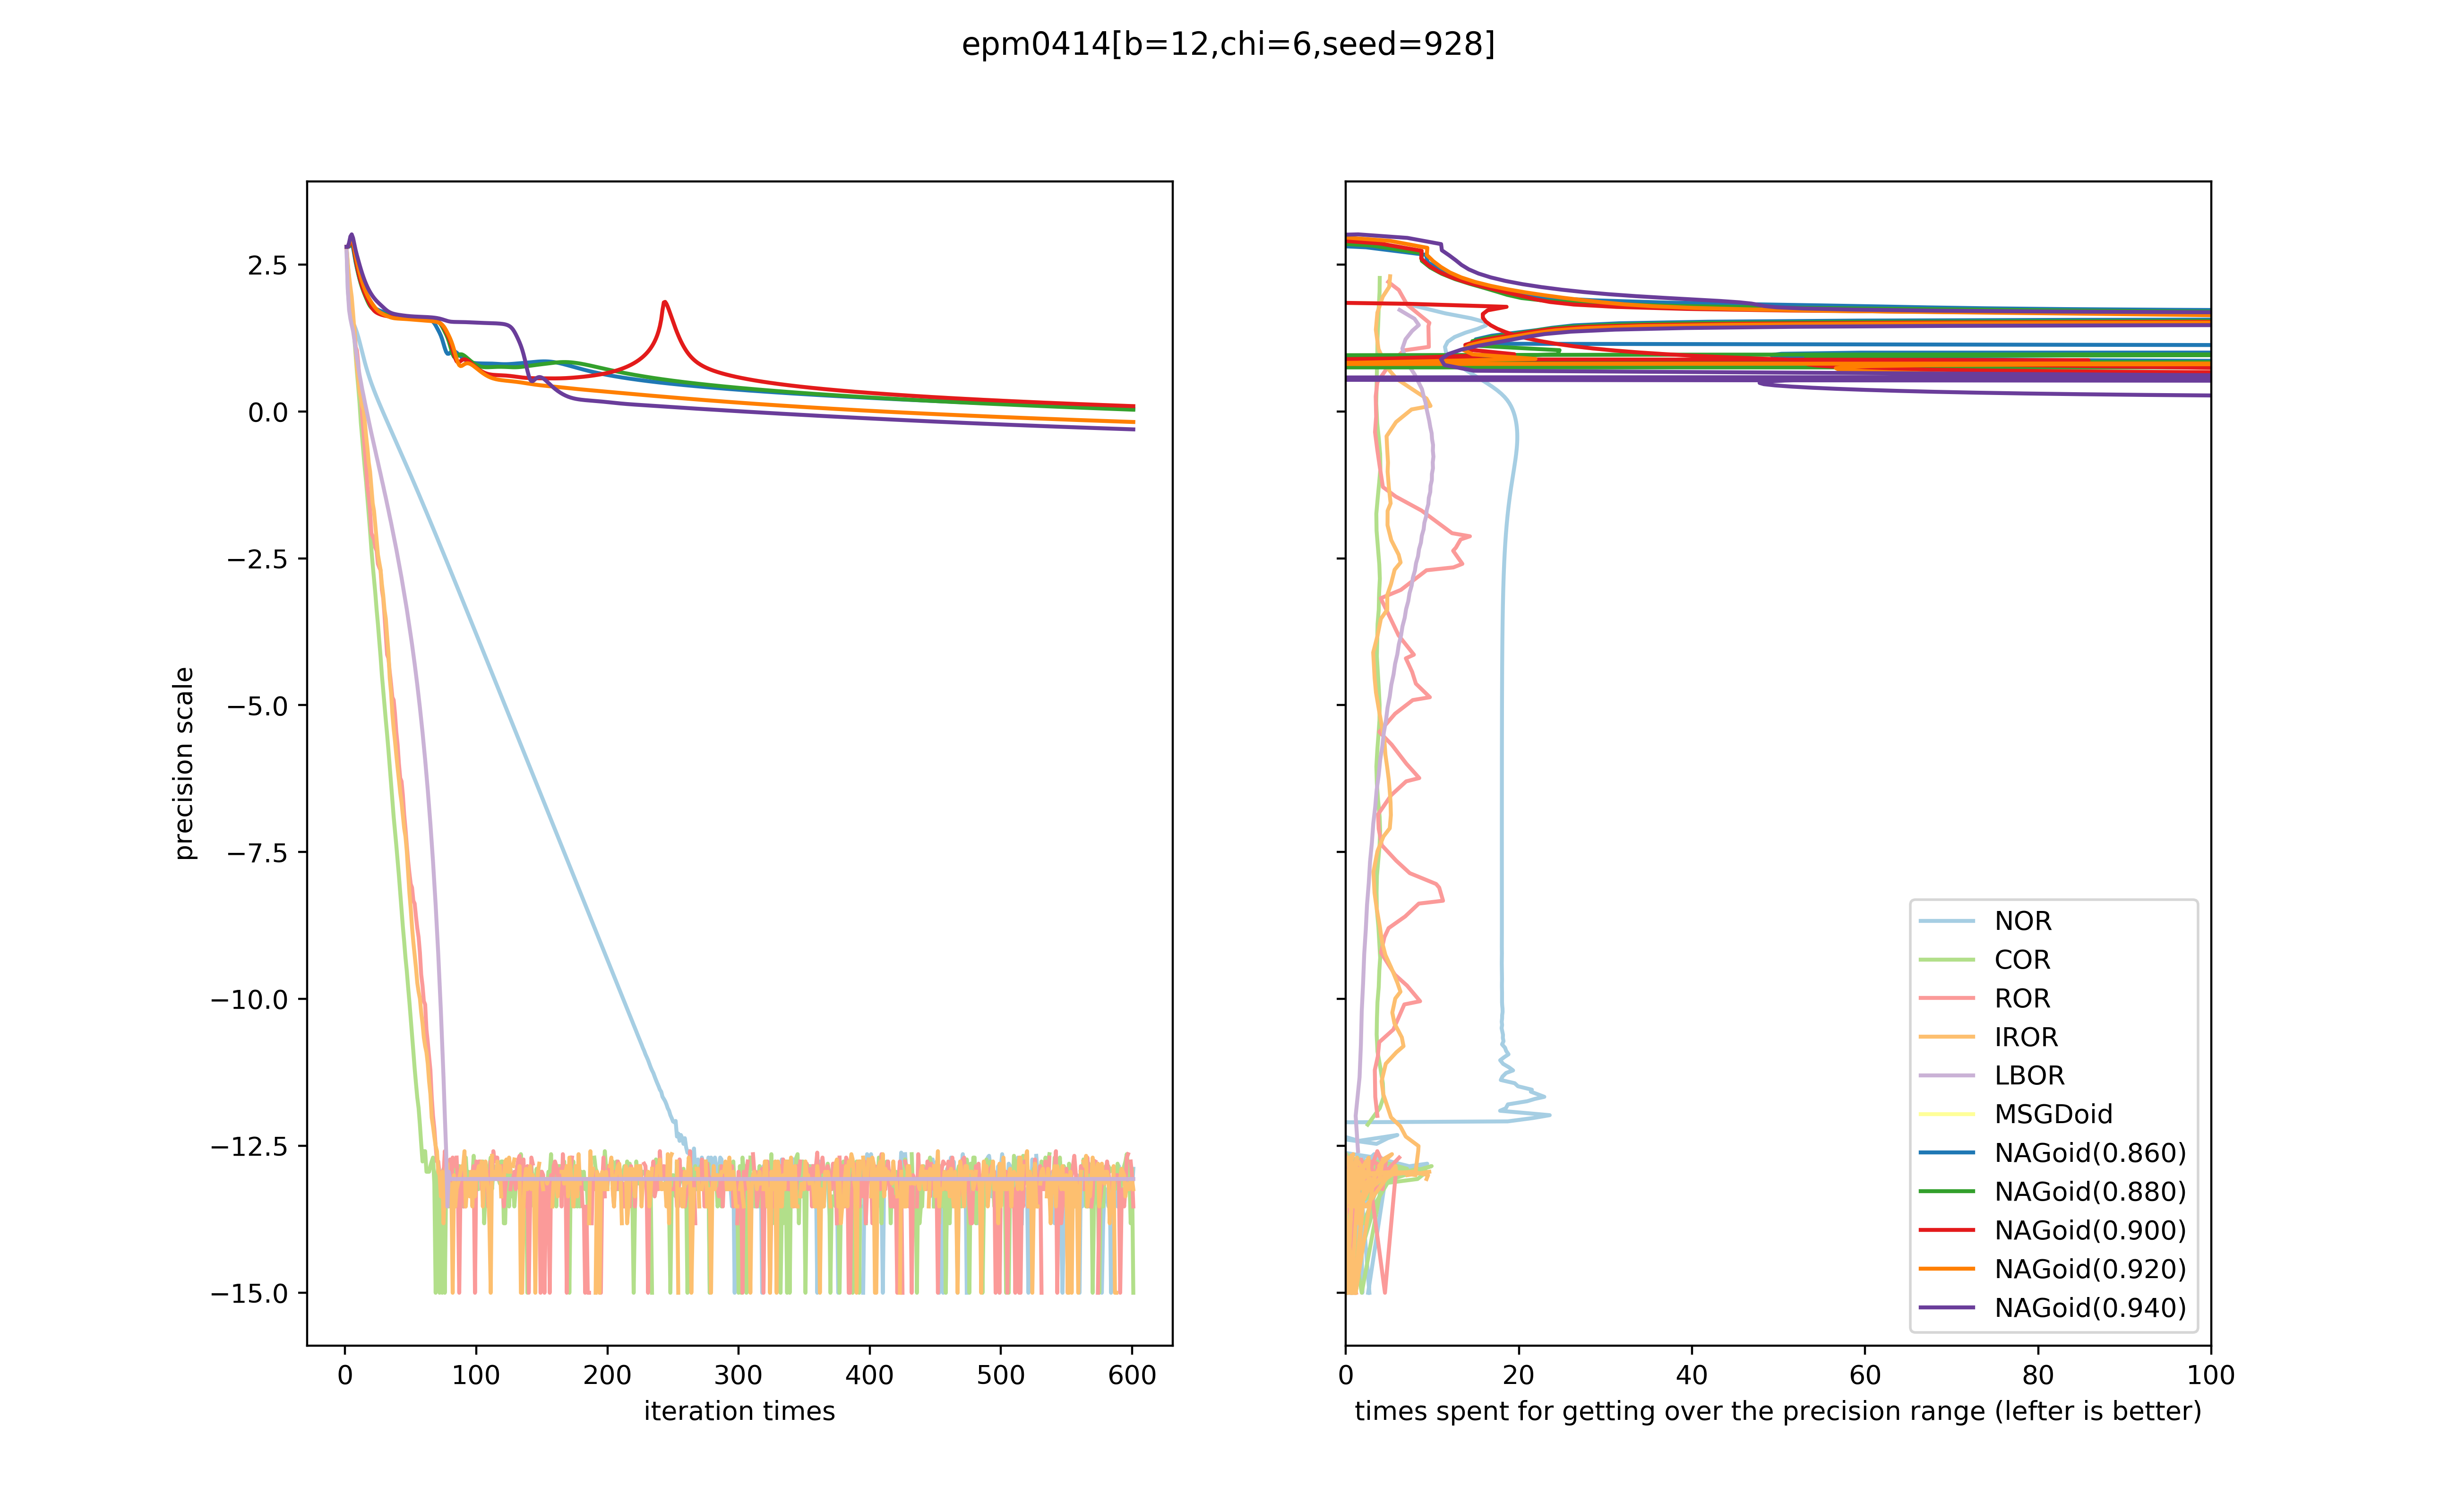 epm0414[b=12,chi=6,seed=928]
precision scale
2.5
0.0
−2.5
−5.0
−7.5
−10.0
−12.5
−15.0
0 100 200 300 400 500 600
iteration times
0 20 40 60 80 100
times spent for getting over the precision range (lefter is better)
NOR
COR
ROR
IROR
LBOR
MSGDoid
NAGoid(0.860)
NAGoid(0.880)
NAGoid(0.900)
NAGoid(0.920)
NAGoid(0.940)